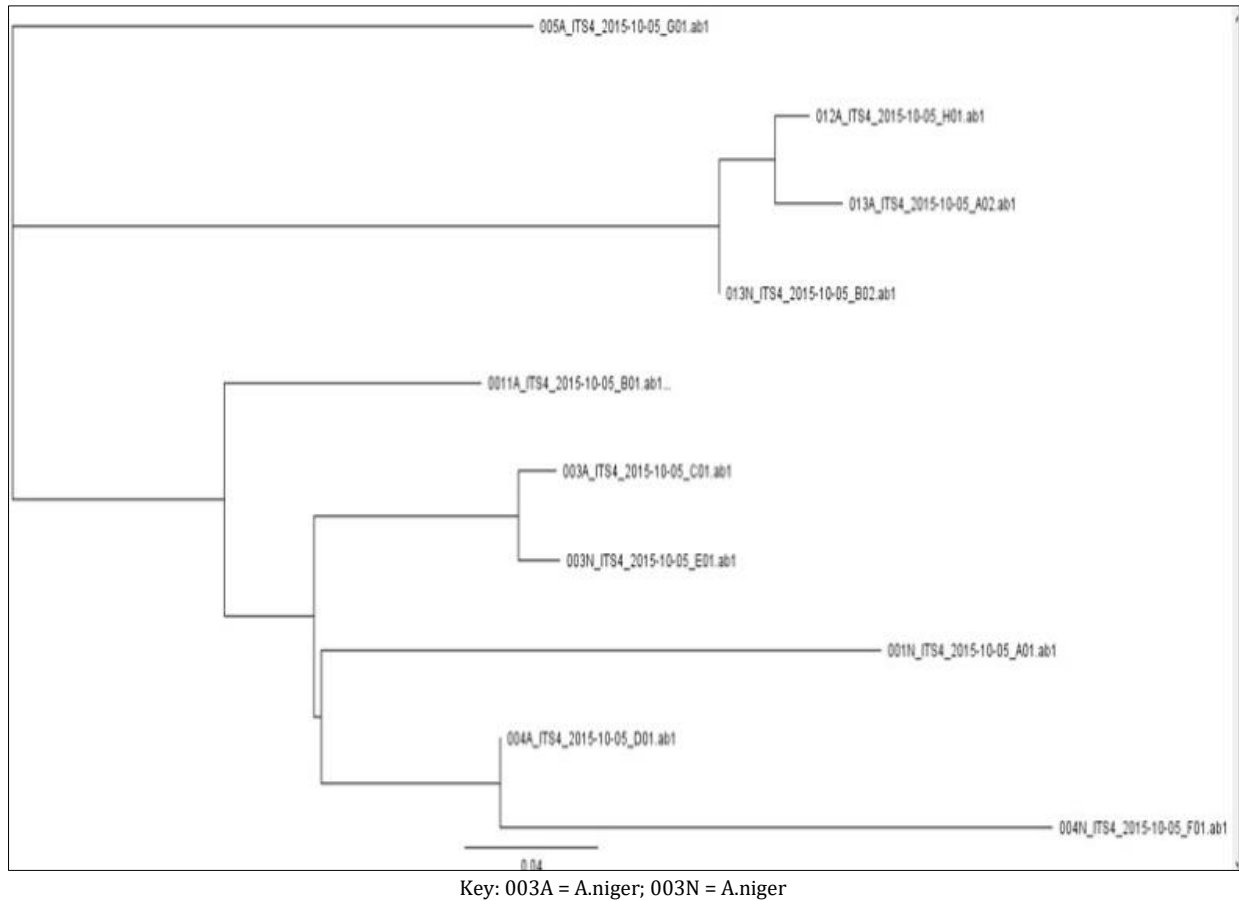 005A_ITS4_2015-10-05_G01.ab1
012A_ITS4_2015-10-05_H01.ab1
013A_ITS4_2015-10-05_A02.ab1
013N_ITS4_2015-10-05_B02.ab1
0011A_ITS4_2015-10-05_B01.ab1...
003A_ITS4_2015-10-05_C01.ab1
003N_ITS4_2015-10-05_E01.ab1
001N_ITS4_2015-10-05_A01.ab1
004A_ITS4_2015-10-05_D01.ab1
004N_ITS4_2015-10-05_F01.ab1
0.04
Key: 003A = A.niger; 003N = A.niger